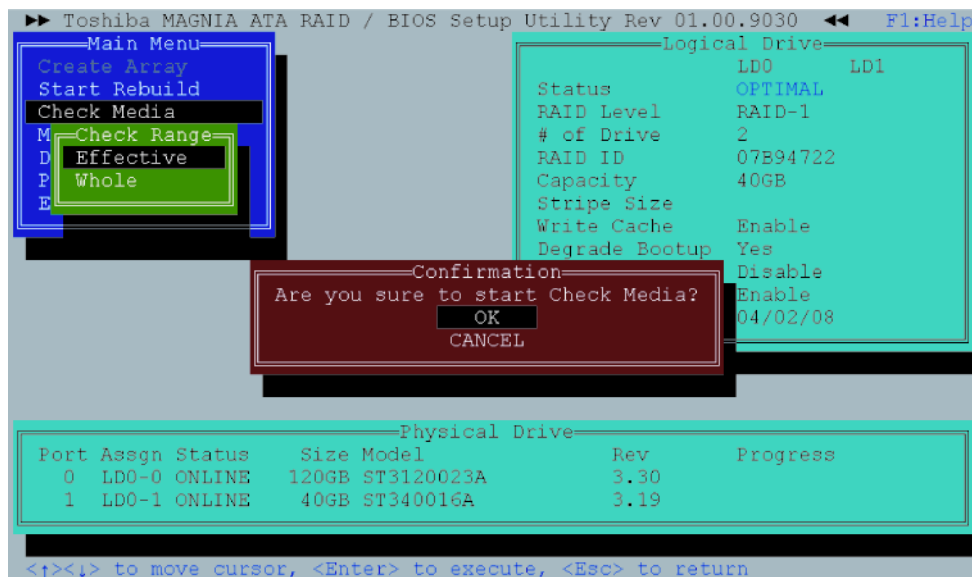 ►► Toshiba MAGNIA ATA RAID / BIOS Setup Utility Rev 01.00.9030 ◄◄ F1:Help
Main Menu
Create Array
Start Rebuild
Check Media
M
D
P
E
Check Range
Effective
Whole
Logical Drive
LD0 LD1
Status OPTIMAL
RAID Level RAID-1
# of Drive 2
RAID ID 07B94722
Capacity 40GB
Stripe Size
Write Cache Enable
Degrade Bootup Yes
Disable
Enable
04/02/08
Confirmation
Are you sure to start Check Media?
OK
CANCEL
Physical Drive
Port Assgn Status Size Model Rev Progress
0 LD0-0 ONLINE 120GB ST3120023A 3.30
1 LD0-1 ONLINE 40GB ST340016A 3.19
<↑><↓> to move cursor, <Enter> to execute, <Esc> to return